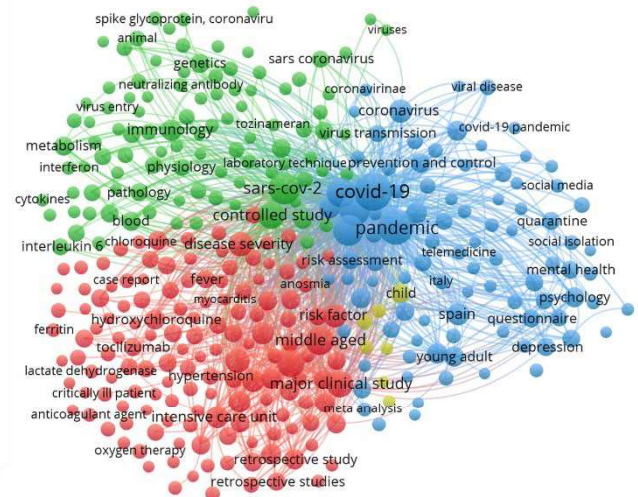 spike glycoprotein, coronaviru
animal
viruses
genetics
sars coronavirus
neutralizing antibody
coronavirinae
viral disease
virus entry
coronavirus
tozinameran
immunology
virus transmission
covid-19 pandemic
metabolism
interferon
physiology
laboratory technique
prevention and control
cytokines
pathology
sars-cov-2
covid-19
social media
blood
controlled study
pandemic
quarantine
interleukin 6
chloroquine
disease severity
social isolation
telemedicine
risk assessment
mental health
case report
fever
anosmia
italy
child
psychology
myocarditis
ferritin
hydroxychloroquine
risk factor
spain
questionnaire
tocilizumab
middle aged
depression
young adult
lactate dehydrogenase
hypertension
major clinical study
critically ill patient
anticoagulant agent
intensive care unit
meta analysis
oxygen therapy
retrospective study
retrospective studies